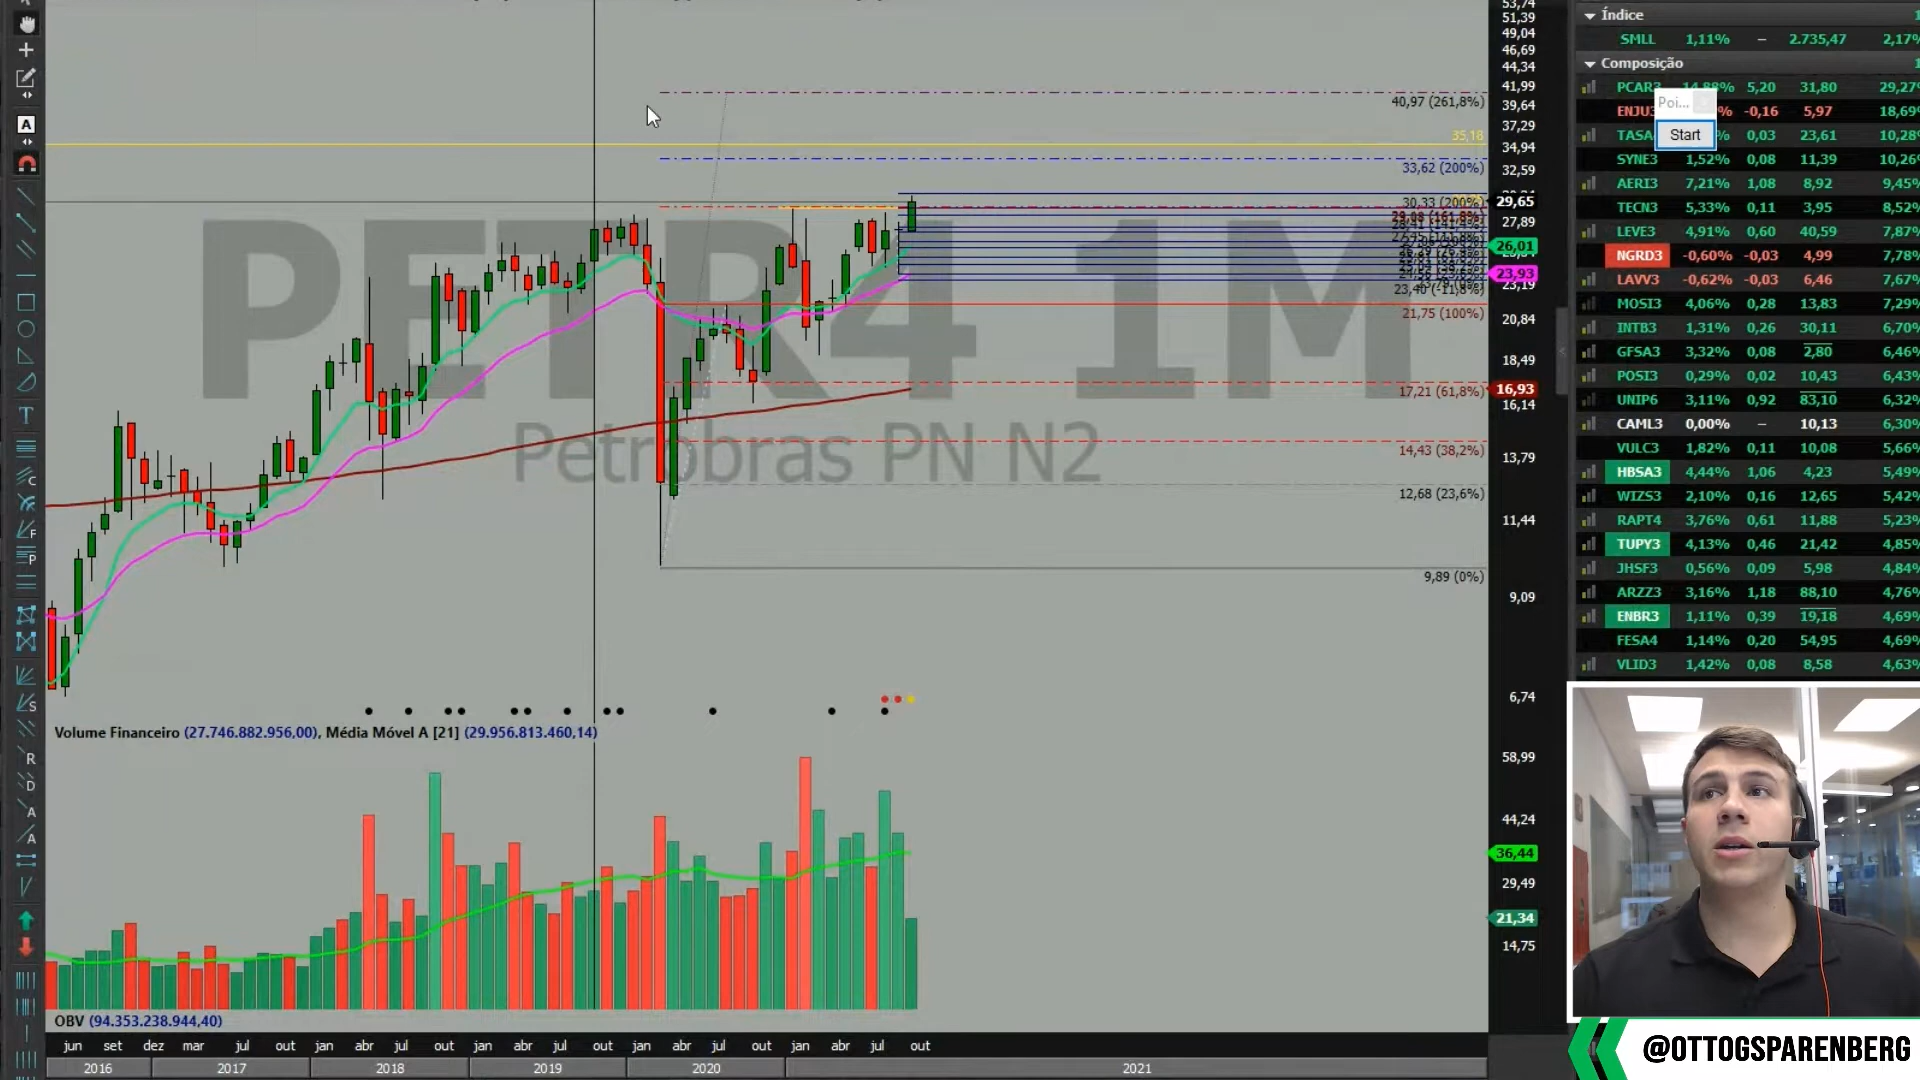 53,74
51,39
49,04
46,69
44,34
41,99
40,97 (261,8%)
39,64
35,18
37,29
34,94
33,62 (200%)
32,59
30,33 (200%)
29,65
27,89
26,01
23,93
23,19
23,40 (-11,8%)
21,75 (100%)
20,84
18,49
17,21 (61,8%)
16,93
16,14
14,43 (38,2%)
13,79
12,68 (23,6%)
11,44
9,89 (0%)
9,09
6,74
PETR4 1M
Petrobras PN N2
Volume Financeiro (27.746.882.956,00), Média Móvel A [21] (29.956.813.460,14)
58,99
44,24
36,44
29,49
21,34
14,75
OBV (94.353.238.944,40)
jun set dez mar jul out jan abr jul out jan abr jul out jan abr jul out jan abr jul out
2016 2017 2018 2019 2020 2021
Índice
SMLL 1,11% – 2.735,47 2,17%
Composição
PCAR3 14,88% 5,20 31,80 29,27%
ENJU3 % -0,16 5,97 18,69%
TASA % 0,03 23,61 10,28%
SYNE3 1,52% 0,08 11,39 10,26%
AERI3 7,21% 1,08 8,92 9,45%
TECN3 5,33% 0,11 3,95 8,52%
LEVE3 4,91% 0,60 40,59 7,87%
NGRD3 -0,60% -0,03 4,99 7,78%
LAVV3 -0,62% -0,03 6,46 7,67%
MOSI3 4,06% 0,28 13,83 7,29%
INTB3 1,31% 0,26 30,11 6,70%
GFSA3 3,32% 0,08 2,80 6,46%
POSI3 0,29% 0,02 10,43 6,43%
UNIP6 3,11% 0,92 83,10 6,32%
CAML3 0,00% – 10,13 6,30%
VULC3 1,82% 0,11 10,08 5,66%
HBSA3 4,44% 1,06 4,23 5,49%
WIZS3 2,10% 0,16 12,65 5,42%
RAPT4 3,76% 0,61 11,88 5,23%
TUPY3 4,13% 0,46 21,42 4,85%
JHSF3 0,56% 0,09 5,98 4,84%
ARZZ3 3,16% 1,18 88,10 4,76%
ENBR3 1,11% 0,39 19,18 4,69%
FESA4 1,14% 0,20 54,95 4,69%
VLID3 1,42% 0,08 8,58 4,63%
Poi...
Start
@OTTOGSPARENBERG